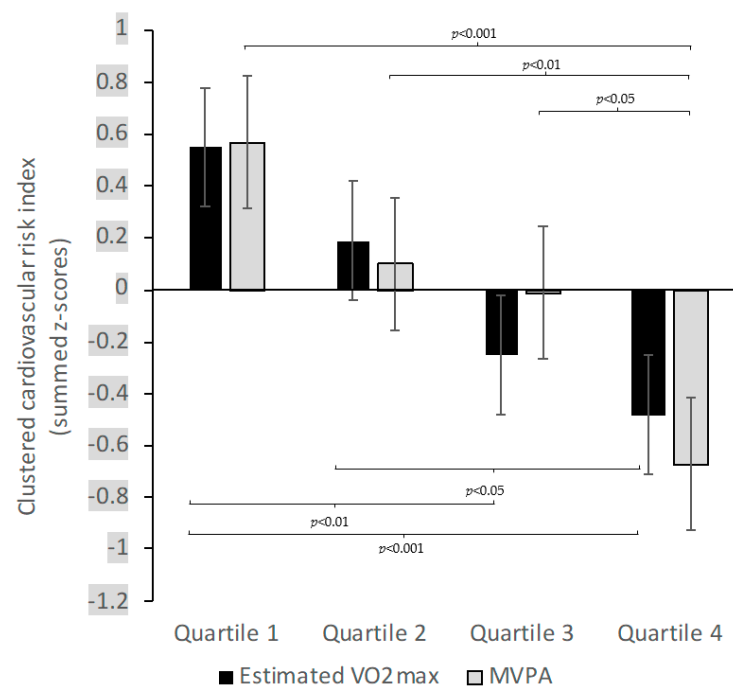 1
p<0.001
0.8
p<0.01
p<0.05
0.6
0.4
0.2
0
-0.2
-0.4
-0.6
-0.8
p<0.05
p<0.01
-1
p<0.001
-1.2
Clustered cardiovascular risk index
(summed z-scores)
Quartile 1 Quartile 2 Quartile 3 Quartile 4
Estimated VO2max MVPA